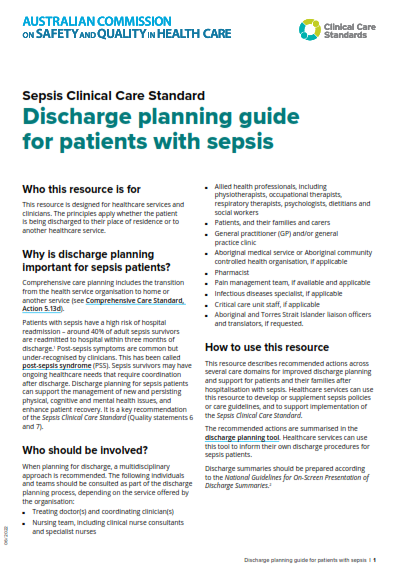 AUSTRALIAN COMMISSION
ON SAFETY AND QUALITY IN HEALTH CARE
Clinical Care
Standards
Sepsis Clinical Care Standard
Discharge planning guide
for patients with sepsis
Who this resource is for
This resource is designed for healthcare services and
clinicians. The principles apply whether the patient
is being discharged to their place of residence or to
another healthcare service.
Why is discharge planning
important for sepsis patients?
Comprehensive care planning includes the transition
from the health service organisation to home or
another service (see Comprehensive Care Standard,
Action 5.13d).
Patients with sepsis have a high risk of hospital
readmission – around 40% of adult sepsis survivors
are readmitted to hospital within three months of
discharge.¹ Post-sepsis symptoms are common but
under-recognised by clinicians. This has been called
post-sepsis syndrome (PSS). Sepsis survivors may have
ongoing healthcare needs that require coordination
after discharge. Discharge planning for sepsis patients
can support the management of new and persisting
physical, cognitive and mental health issues, and
enhance patient recovery. It is a key recommendation
of the Sepsis Clinical Care Standard (Quality statements 6
and 7).
Who should be involved?
When planning for discharge, a multidisciplinary
approach is recommended. The following individuals
and teams should be consulted as part of the discharge
planning process, depending on the service offered by
the organisation:
• Treating doctor(s) and coordinating clinician(s)
• Nursing team, including clinical nurse consultants
and specialist nurses
• Allied health professionals, including
physiotherapists, occupational therapists,
respiratory therapists, psychologists, dietitians and
social workers
• Patients, and their families and carers
• General practitioner (GP) and/or general
practice clinic
• Aboriginal medical service or Aboriginal community
controlled health organisation, if applicable
• Pharmacist
• Pain management team, if available and applicable
• Infectious diseases specialist, if applicable
• Critical care unit staff, if applicable
• Aboriginal and Torres Strait Islander liaison officers
and translators, if requested.
How to use this resource
This resource describes recommended actions across
several care domains for improved discharge planning
and support for patients and their families after
hospitalisation with sepsis. Healthcare services can use
this resource to develop or supplement sepsis policies
or care guidelines, and to support implementation of
the Sepsis Clinical Care Standard.
The recommended actions are summarised in the
discharge planning tool. Healthcare services can use
this tool to inform their own discharge procedures for
sepsis patients.
Discharge summaries should be prepared according
to the National Guidelines for On-Screen Presentation of
Discharge Summaries.²
Discharge planning guide for patients with sepsis | 1